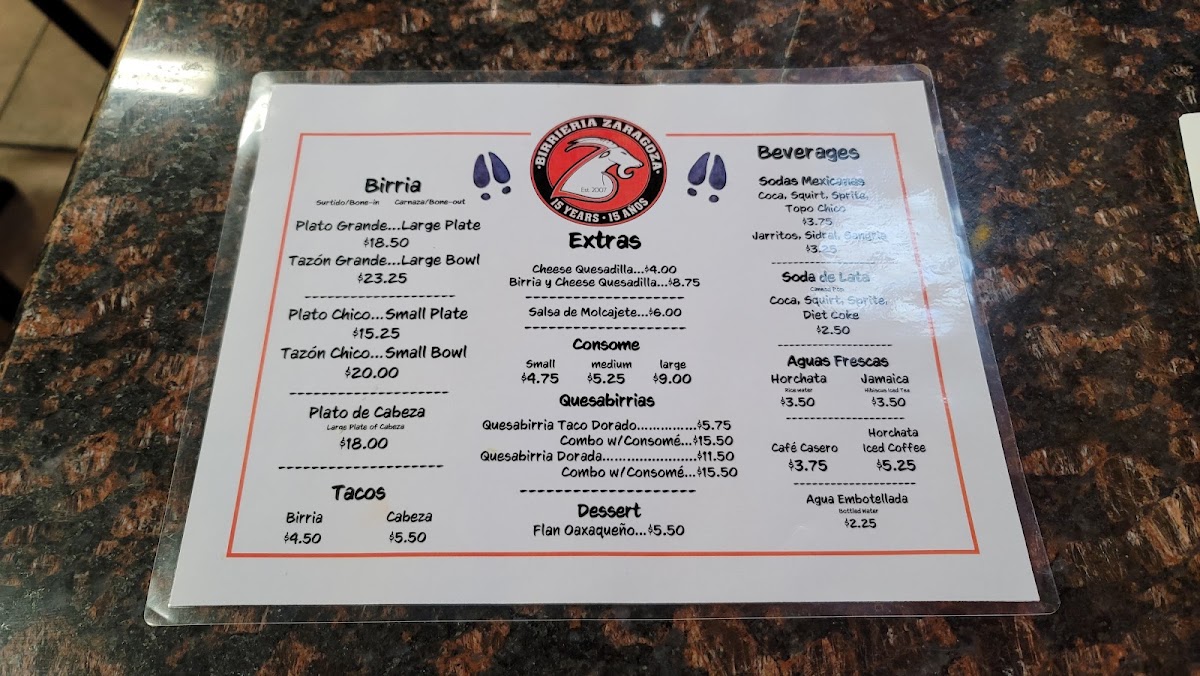 BIRRIERIA ZARAGOZA
Est. 2007
15 YEARS • 15 AÑOS
Birria
Surtido/Bone-in Carnaza/Bone-out
Plato Grande...Large Plate
$18.50
Tazón Grande...Large Bowl
$23.25
Plato Chico...Small Plate
$15.25
Tazón Chico...Small Bowl
$20.00
Plato de Cabeza
Large Plate of Cabeza
$18.00
Tacos
Birria Cabeza
$4.50 $5.50
Extras
Cheese Quesadilla...$4.00
Birria y Cheese Quesadilla...$8.75
Salsa de Molcajete...$6.00
Consome
Small medium large
$4.75 $5.25 $9.00
Quesabirrias
Quesabirria Taco Dorado..............$5.75
Combo w/Consomé...$15.50
Quesabirria Dorada.......................$11.50
Combo w/Consomé...$15.50
Dessert
Flan Oaxaqueño...$5.50
Beverages
Sodas Mexicanas
Coca, Squirt, Sprite,
Topo Chico
$3.75
Jarritos, Sidral, Sangria
$3.25
Soda de Lata
Coca, Squirt, Sprite,
Diet Coke
$2.50
Aguas Frescas
Horchata Jamaica
Rice water Hibiscus Iced Tea
$3.50 $3.50
Horchata
Café Casero Iced Coffee
$3.75 $5.25
Agua Embotellada
Bottled Water
$2.25